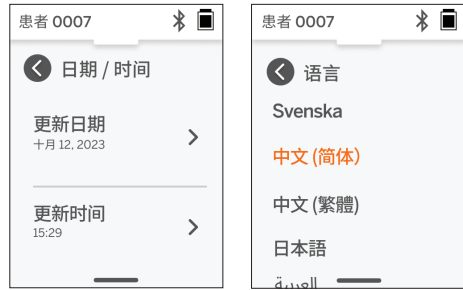 患者 0007
日期 / 时间
更新日期
十月 12, 2023
更新时间
15:29
患者 0007
语言
Svenska
中文 (简体)
中文 (繁體)
日本語
العربية